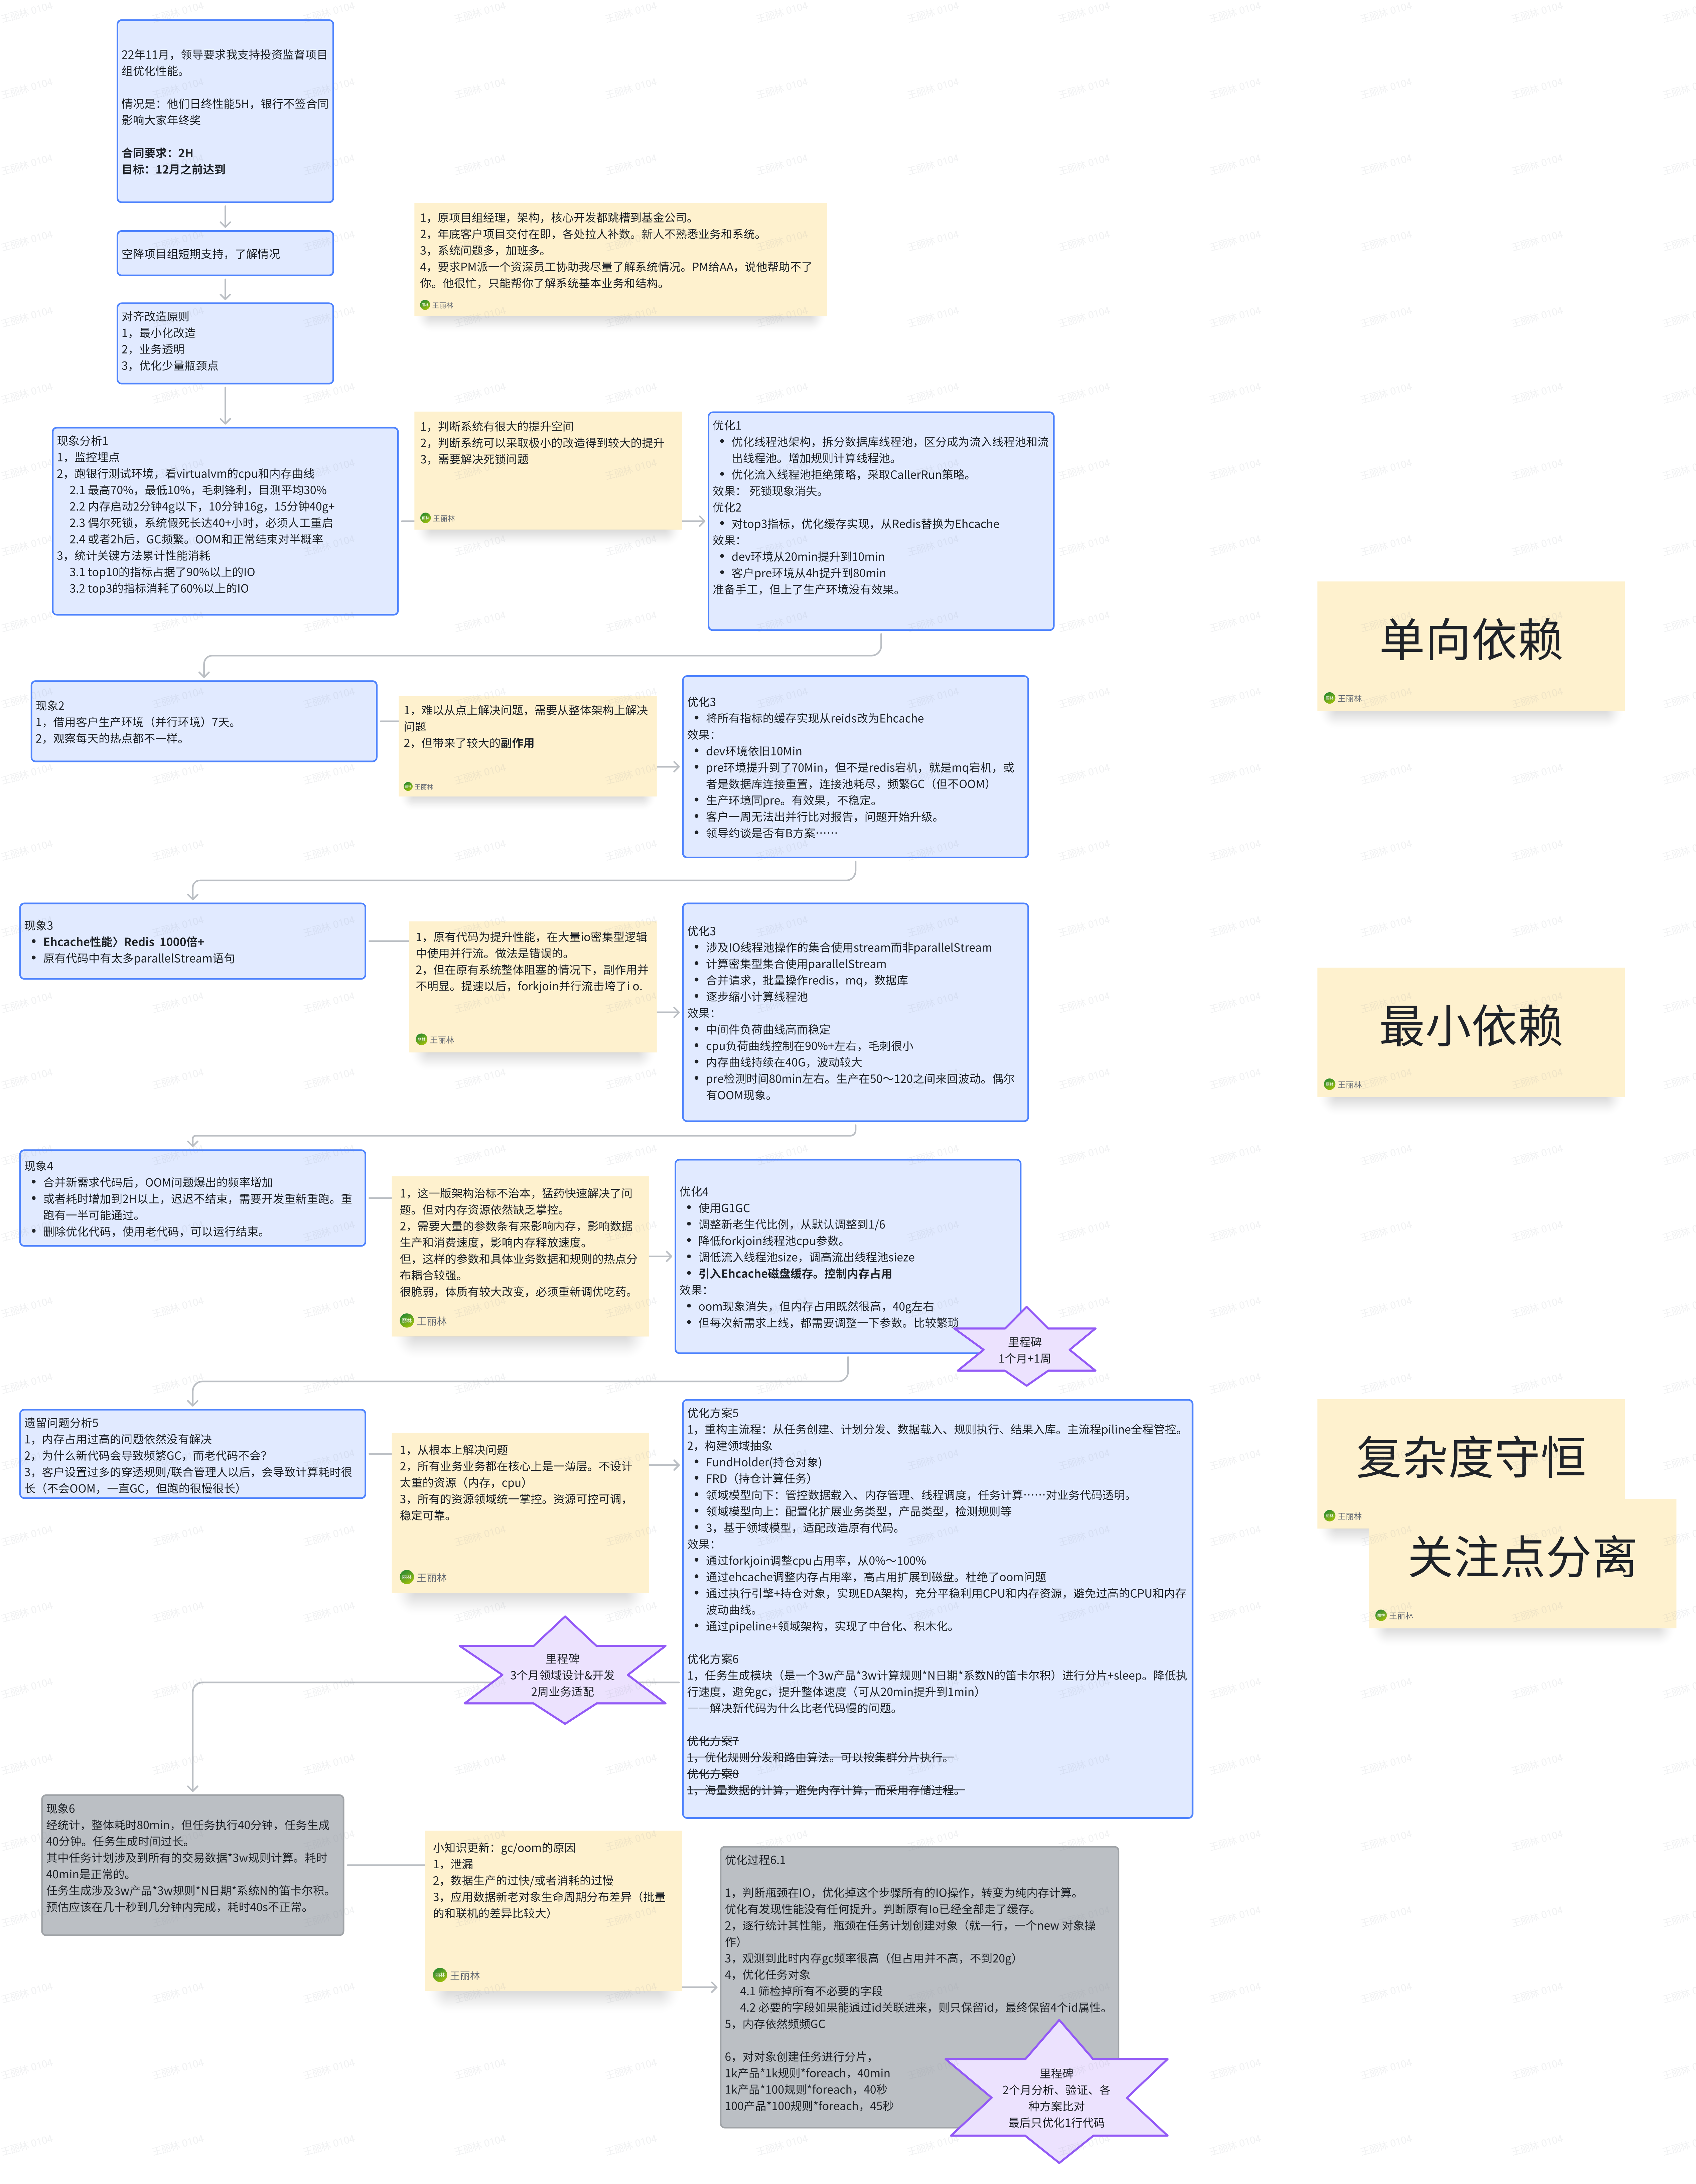 22年11月，领导要求我支持投资监督项目
组优化性能。
情况是：他们日终性能5H，银行不签合同
影响大家年终奖
合同要求：2H
目标：12月之前达到
空降项目组短期支持，了解情况
1，原项目组经理，架构，核心开发都跳槽到基金公司。
2，年底客户项目交付在即，各处拉人补数。新人不熟悉业务和系统。
3，系统问题多，加班多。
4，要求PM派一个资深员工协助我尽量了解系统情况。PM给AA，说他帮助不了
你。他很忙，只能帮你了解系统基本业务和结构。
王丽林
对齐改造原则
1，最小化改造
2，业务透明
3，优化少量瓶颈点
现象分析1
1，监控埋点
2，跑银行测试环境，看virtualvm的cpu和内存曲线
2.1 最高70%，最低10%，毛刺锋利，目测平均30%
2.2 内存启动2分钟4g以下，10分钟16g，15分钟40g+
2.3 偶尔死锁，系统假死长达40+小时，必须人工重启
2.4 或者2h后，GC频繁。OOM和正常结束对半概率
3，统计关键方法累计性能消耗
3.1 top10的指标占据了90%以上的IO
3.2 top3的指标消耗了60%以上的IO
1，判断系统有很大的提升空间
2，判断系统可以采取极小的改造得到较大的提升
3，需要解决死锁问题
王丽林
优化1
• 优化线程池架构，拆分数据库线程池，区分成为流入线程池和流
出线程池。增加规则计算线程池。
• 优化流入线程池拒绝策略，采取CallerRun策略。
效果： 死锁现象消失。
优化2
• 对top3指标，优化缓存实现，从Redis替换为Ehcache
效果：
• dev环境从20min提升到10min
• 客户pre环境从4h提升到80min
准备手工，但上了生产环境没有效果。
单向依赖
王丽林
现象2
1，借用客户生产环境（并行环境）7天。
2，观察每天的热点都不一样。
1，难以从点上解决问题，需要从整体架构上解决
问题
2，但带来了较大的副作用
王丽林
优化3
• 将所有指标的缓存实现从reids改为Ehcache
效果：
• dev环境依旧10Min
• pre环境提升到了70Min，但不是redis宕机，就是mq宕机，或
者是数据库连接重置，连接池耗尽，频繁GC（但不OOM）
• 生产环境同pre。有效果，不稳定。
• 客户一周无法出并行比对报告，问题开始升级。
• 领导约谈是否有B方案……
现象3
• Ehcache性能》Redis 1000倍+
• 原有代码中有太多parallelStream语句
1，原有代码为提升性能，在大量io密集型逻辑
中使用并行流。做法是错误的。
2，但在原有系统整体阻塞的情况下，副作用并
不明显。提速以后，forkjoin并行流击垮了i o.
王丽林
优化3
• 涉及IO线程池操作的集合使用stream而非parallelStream
• 计算密集型集合使用parallelStream
• 合并请求，批量操作redis，mq，数据库
• 逐步缩小计算线程池
效果：
• 中间件负荷曲线高而稳定
• cpu负荷曲线控制在90%+左右，毛刺很小
• 内存曲线持续在40G，波动较大
• pre检测时间80min左右。生产在50～120之间来回波动。偶尔
有OOM现象。
最小依赖
王丽林
现象4
• 合并新需求代码后，OOM问题爆出的频率增加
• 或者耗时增加到2H以上，迟迟不结束，需要开发重新重跑。重
跑有一半可能通过。
• 删除优化代码，使用老代码，可以运行结束。
1，这一版架构治标不治本，猛药快速解决了问
题。但对内存资源依然缺乏掌控。
2，需要大量的参数条有来影响内存，影响数据
生产和消费速度，影响内存释放速度。
但，这样的参数和具体业务数据和规则的热点分
布耦合较强。
很脆弱，体质有较大改变，必须重新调优吃药。
王丽林
优化4
• 使用G1GC
• 调整新老生代比例，从默认调整到1/6
• 降低forkjoin线程池cpu参数。
• 调低流入线程池size，调高流出线程池sieze
• 引入Ehcache磁盘缓存。控制内存占用
效果：
• oom现象消失，但内存占用既然很高，40g左右
• 但每次新需求上线，都需要调整一下参数。比较繁琐
里程碑
1个月+1周
遗留问题分析5
1，内存占用过高的问题依然没有解决
2，为什么新代码会导致频繁GC，而老代码不会？
3，客户设置过多的穿透规则/联合管理人以后，会导致计算耗时很
长（不会OOM，一直GC，但跑的很慢很长）
1，从根本上解决问题
2，所有业务业务都在核心上是一薄层。不设计
太重的资源（内存，cpu）
3，所有的资源领域统一掌控。资源可控可调，
稳定可靠。
王丽林
优化方案5
1，重构主流程：从任务创建、计划分发、数据载入、规则执行、结果入库。主流程piline全程管控。
2，构建领域抽象
• FundHolder(持仓对象)
• FRD（持仓计算任务）
• 领域模型向下：管控数据载入、内存管理、线程调度，任务计算……对业务代码透明。
• 领域模型向上：配置化扩展业务类型，产品类型，检测规则等
• 3，基于领域模型，适配改造原有代码。
效果：
• 通过forkjoin调整cpu占用率，从0%～100%
• 通过ehcache调整内存占用率，高占用扩展到磁盘。杜绝了oom问题
• 通过执行引擎+持仓对象，实现EDA架构，充分平稳利用CPU和内存资源，避免过高的CPU和内存
波动曲线。
• 通过pipeline+领域架构，实现了中台化、积木化。
优化方案6
1，任务生成模块（是一个3w产品*3w计算规则*N日期*系数N的笛卡尔积）进行分片+sleep。降低执
行速度，避免gc，提升整体速度（可从20min提升到1min）
——解决新代码为什么比老代码慢的问题。
优化方案7
1，优化规则分发和路由算法。可以按集群分片执行。
优化方案8
1，海量数据的计算，避免内存计算，而采用存储过程。
复杂度守恒
王丽林
关注点分离
王丽林
里程碑
3个月领域设计&开发
2周业务适配
现象6
经统计，整体耗时80min，但任务执行40分钟，任务生成
40分钟。任务生成时间过长。
其中任务计划涉及到所有的交易数据*3w规则计算。耗时
40min是正常的。
任务生成涉及3w产品*3w规则*N日期*系统N的笛卡尔积。
预估应该在几十秒到几分钟内完成，耗时40s不正常。
小知识更新：gc/oom的原因
1，泄漏
2，数据生产的过快/或者消耗的过慢
3，应用数据新老对象生命周期分布差异（批量
的和联机的差异比较大）
王丽林
优化过程6.1
1，判断瓶颈在IO，优化掉这个步骤所有的IO操作，转变为纯内存计算。
优化有发现性能没有任何提升。判断原有Io已经全部走了缓存。
2，逐行统计其性能，瓶颈在任务计划创建对象（就一行，一个new 对象操
作）
3，观测到此时内存gc频率很高（但占用并不高，不到20g）
4，优化任务对象
4.1 筛检掉所有不必要的字段
4.2 必要的字段如果能通过id关联进来，则只保留id，最终保留4个id属性。
5，内存依然频频GC
6，对对象创建任务进行分片，
1k产品*1k规则*foreach，40min
1k产品*100规则*foreach，40秒
100产品*100规则*foreach，45秒
里程碑
2个月分析、验证、各
种方案比对
最后只优化1行代码
王丽林 0104